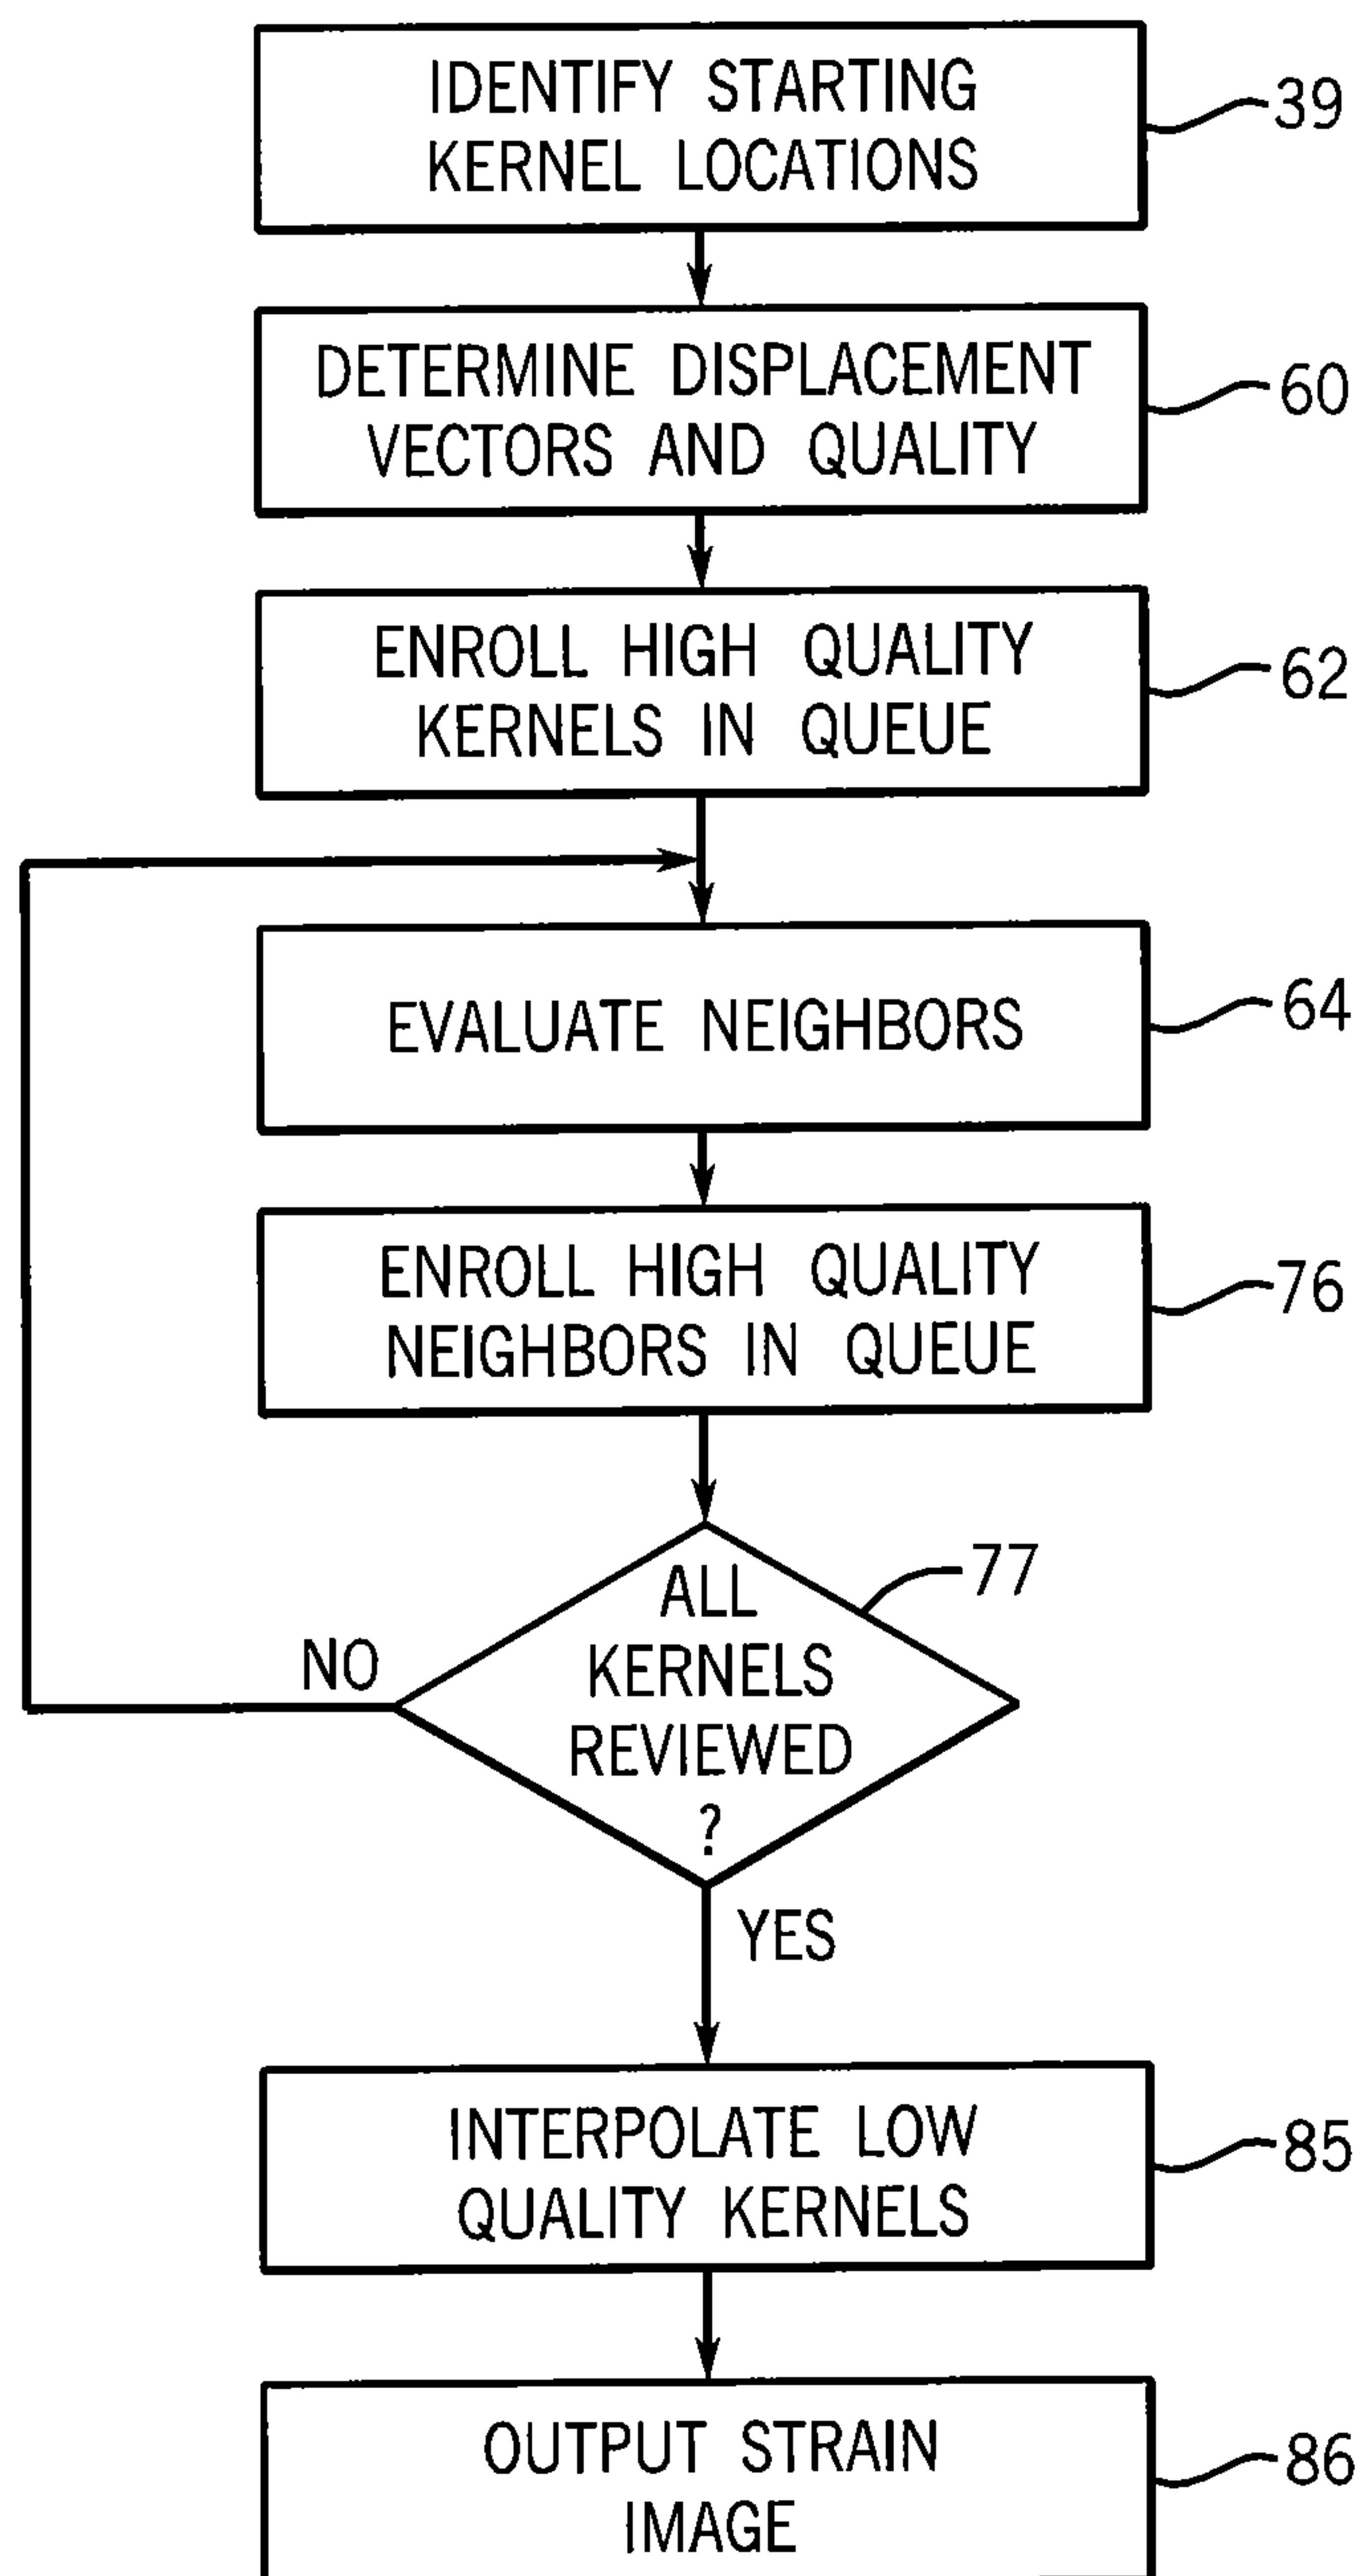 IDENTIFY STARTING
KERNEL LOCATIONS
39
DETERMINE DISPLACEMENT
VECTORS AND QUALITY
60
ENROLL HIGH QUALITY
KERNELS IN QUEUE
62
EVALUATE NEIGHBORS
64
ENROLL HIGH QUALITY
NEIGHBORS IN QUEUE
76
ALL
KERNELS
REVIEWED
?
77
NO
YES
INTERPOLATE LOW
QUALITY KERNELS
85
OUTPUT STRAIN
IMAGE
86